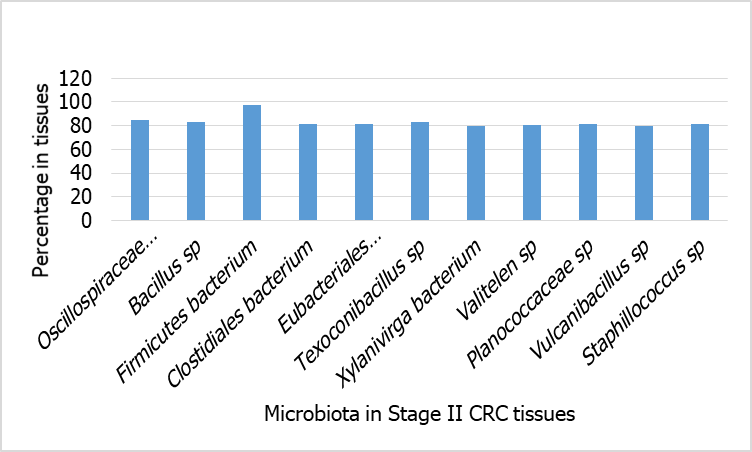 Percentage in tissues
120
100
80
60
40
20
0
Oscillospiraceae...
Bacillus sp
Firmicutes bacterium
Clostidiales bacterium
Eubacteriales...
Texoconibacillus sp
Xylanivirga bacterium
Valitelen sp
Planococcaceae sp
Vulcanibacillus sp
Staphillococcus sp
Microbiota in Stage II CRC tissues